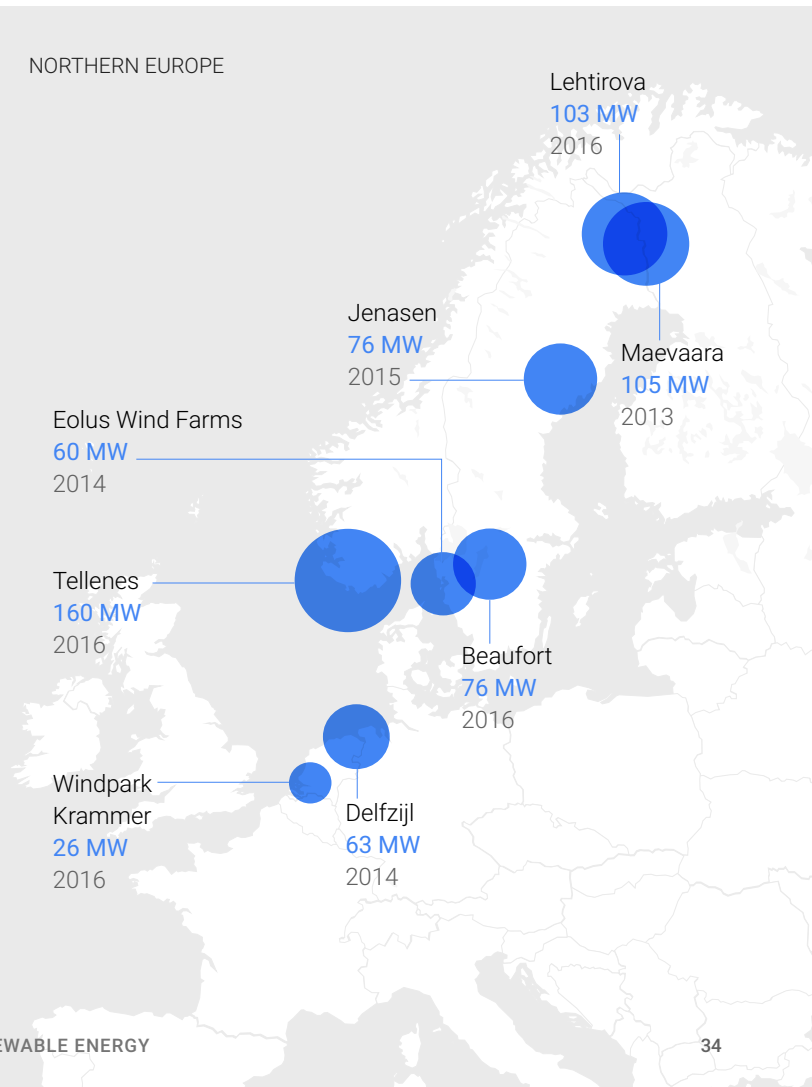 NORTHERN EUROPE
Lehtirova
103 MW
2016
Jenasen
76 MW
2015
Maevaara
105 MW
2013
Eolus Wind Farms
60 MW
2014
Tellenes
160 MW
2016
Beaufort
76 MW
2016
Windpark
Krammer
26 MW
2016
Delfzijl
63 MW
2014
EWABLE ENERGY
34